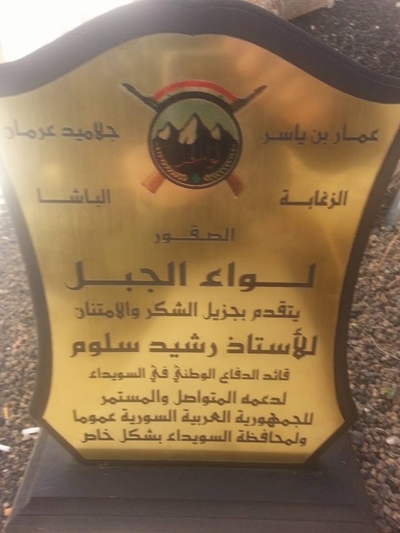 عمار بن ياسر
جلاميد عرمان
الزغابة
الباشا
الصقور
لواء الجبل
يتقدم بجزيل الشكر والامتنان
للأستاذ رشيد سلوم
قائد الدفاع الوطني في السويداء
لدعمه المتواصل والمستمر
للجمهورية العربية السورية عموما
ولمحافظة السويداء بشكل خاص